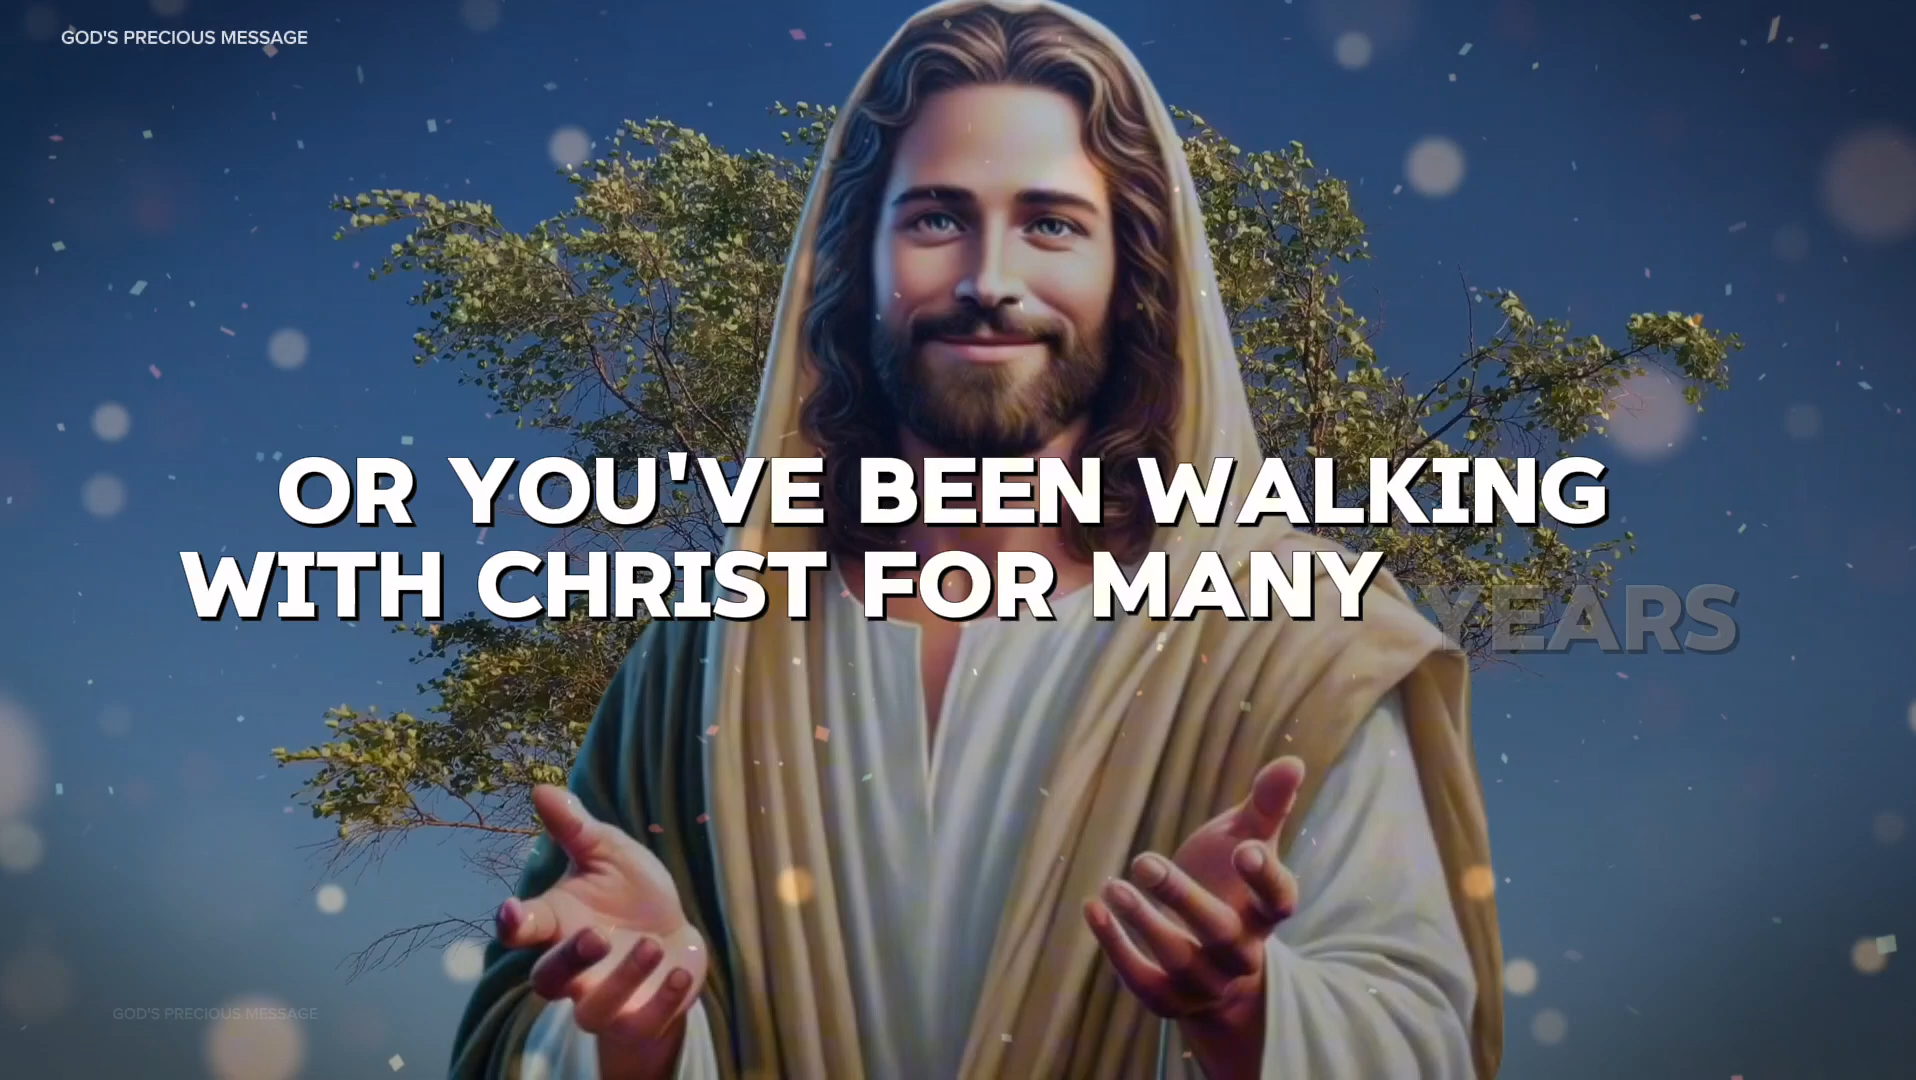 GOD'S PRECIOUS MESSAGE
OR YOU'VE BEEN WALKING
WITH CHRIST FOR MANY YEARS
GOD'S PRECIOUS MESSAGE